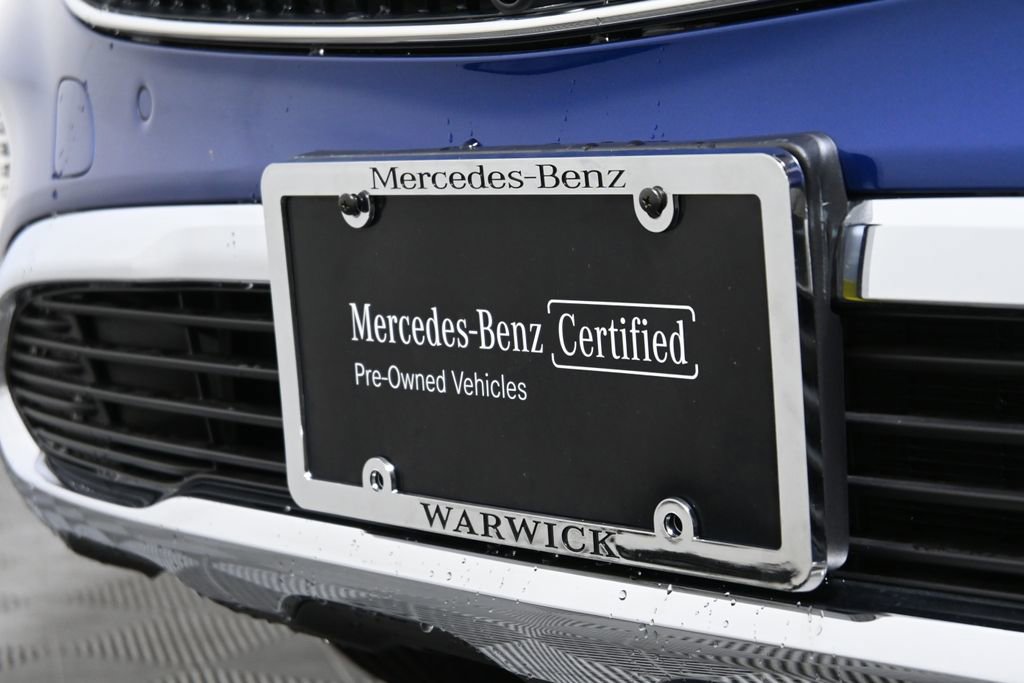 Mercedes-Benz
Mercedes-Benz Certified
Pre-Owned Vehicles
WARWICK